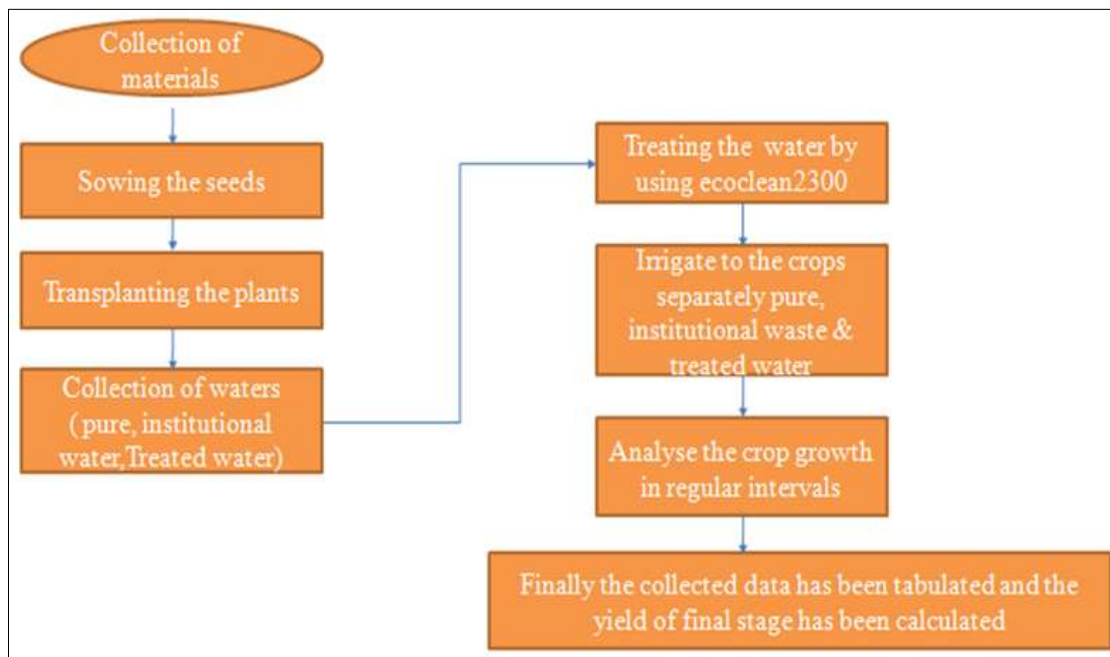 Collection of
materials
Sowing the seeds
Transplanting the plants
Collection of waters
( pure, institutional
water,Treated water)
Treating the water by
using ecoclean2300
Irrigate to the crops
separately pure,
institutional waste &
treated water
Analyse the crop growth
in regular intervals
Finally the collected data has been tabulated and the
yield of final stage has been calculated